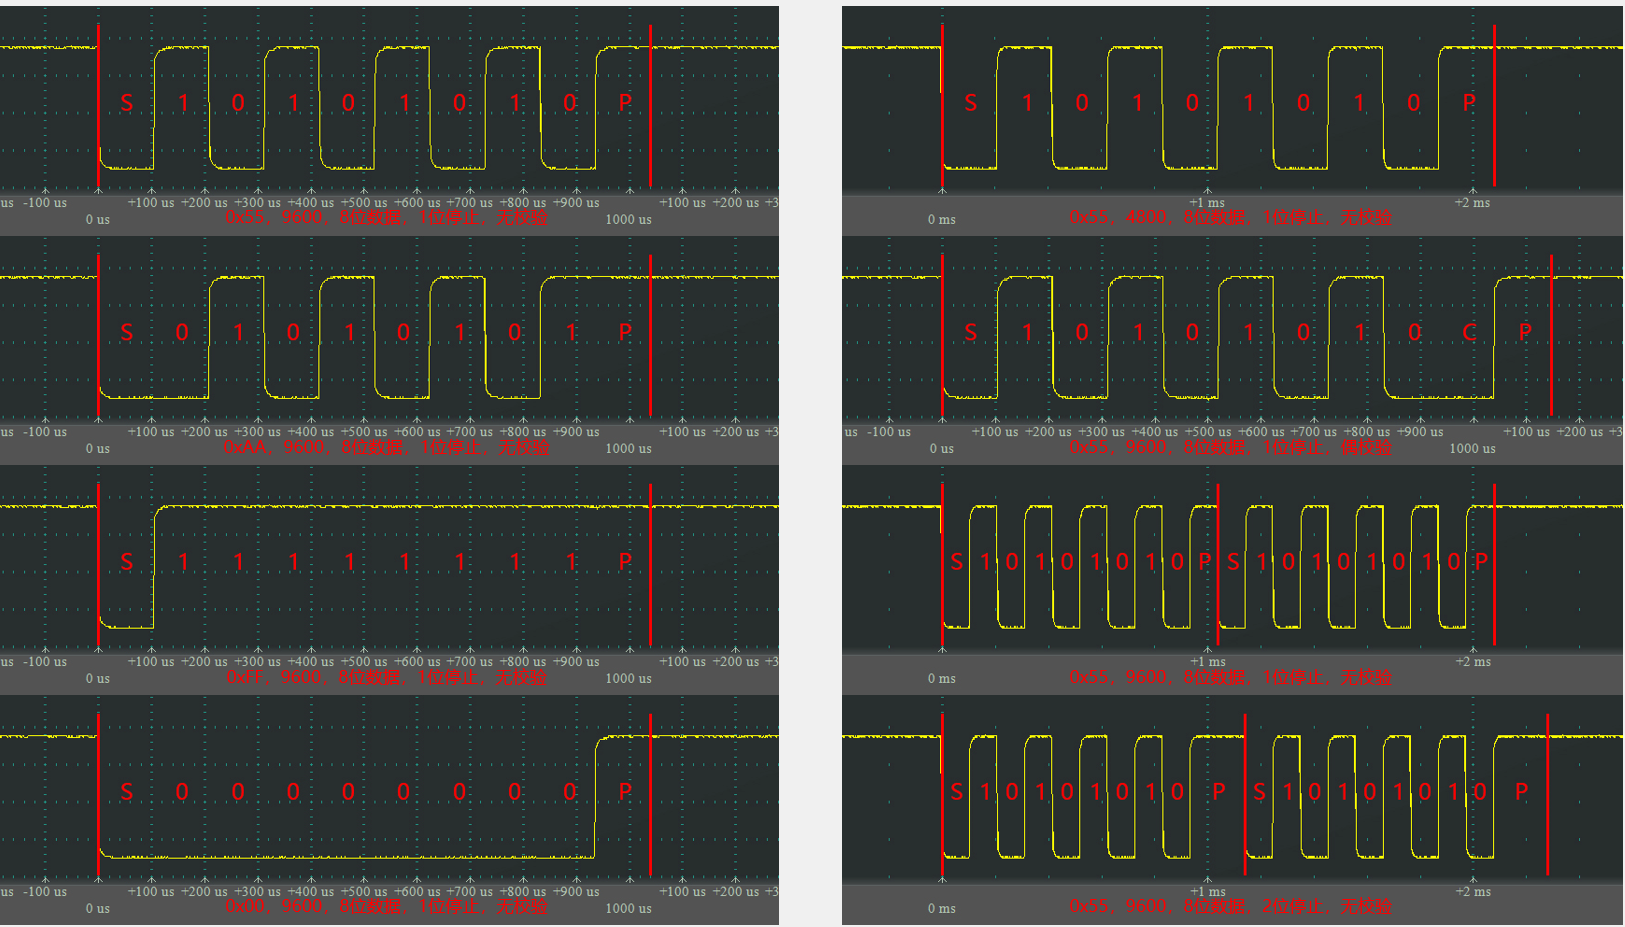 S 1 0 1 0 1 0 1 0 P
us -100 us +100 us +200 us +300 us +400 us +500 us +600 us +700 us +800 us +900 us +100 us +200 us +3
0 us 1000 us
0x55，9600，8位数据，1位停止，无校验
S 0 1 0 1 0 1 0 1 P
us -100 us +100 us +200 us +300 us +400 us +500 us +600 us +700 us +800 us +900 us +100 us +200 us +3
0 us 1000 us
0xAA，9600，8位数据，1位停止，无校验
S 1 1 1 1 1 1 1 1 P
us -100 us +100 us +200 us +300 us +400 us +500 us +600 us +700 us +800 us +900 us +100 us +200 us +3
0 us 1000 us
0xFF，9600，8位数据，1位停止，无校验
S 0 0 0 0 0 0 0 0 P
us -100 us +100 us +200 us +300 us +400 us +500 us +600 us +700 us +800 us +900 us +100 us +200 us +3
0 us 1000 us
0x00，9600，8位数据，1位停止，无校验
S 1 0 1 0 1 0 1 0 P
+1 ms +2 ms
0 ms
0x55，4800，8位数据，1位停止，无校验
S 1 0 1 0 1 0 1 0 C P
us -100 us +100 us +200 us +300 us +400 us +500 us +600 us +700 us +800 us +900 us +100 us +200 us +3
0 us 1000 us
0x55，9600，8位数据，1位停止，偶校验
S 1 0 1 0 1 0 1 0 P S 1 0 1 0 1 0 1 0 P
+1 ms +2 ms
0 ms
0x55，9600，8位数据，1位停止，无校验
S 1 0 1 0 1 0 1 0 P S 1 0 1 0 1 0 1 0 P
+1 ms +2 ms
0 ms
0x55，9600，8位数据，2位停止，无校验